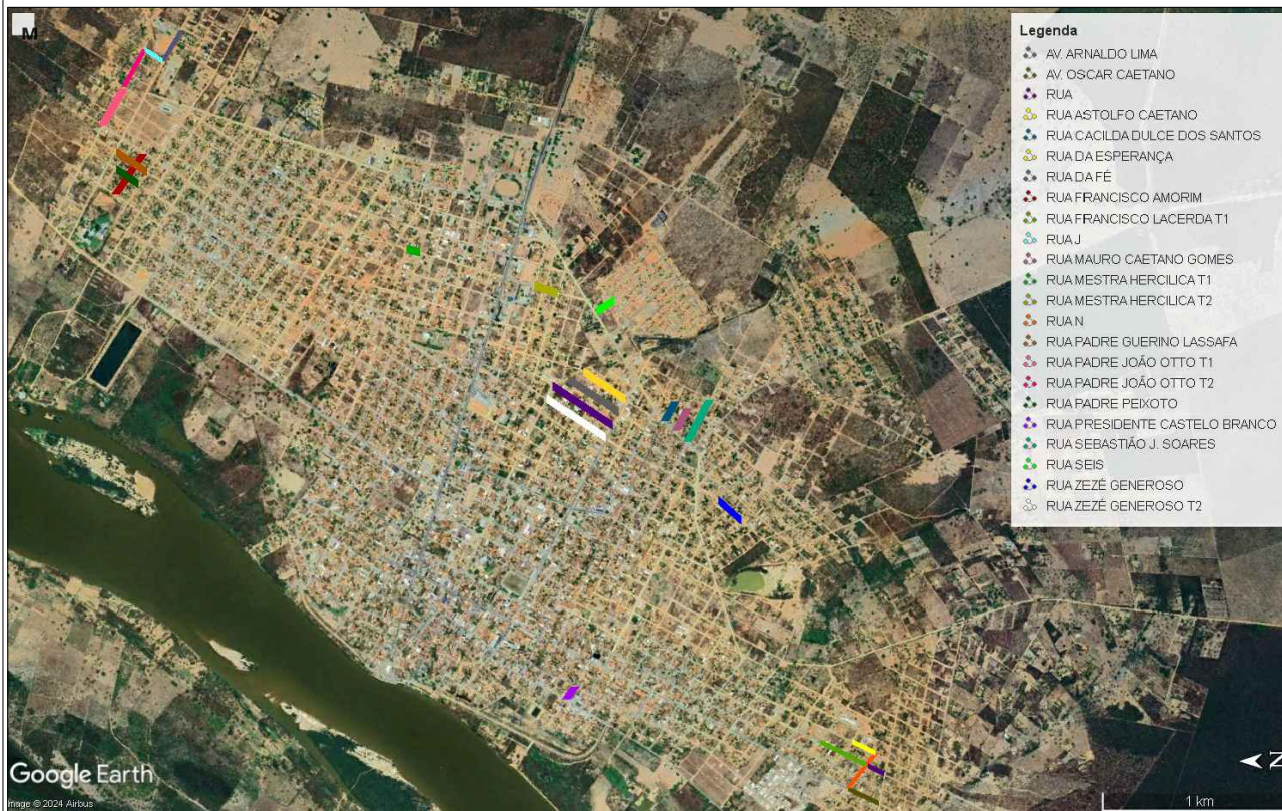 M
Legenda
AV. ARNALDO LIMA
AV. OSCAR CAETANO
RUA
RUA ASTOLFO CAETANO
RUA CACILDA DULCE DOS SANTOS
RUA DA ESPERANÇA
RUA DA FÉ
RUA FRANCISCO AMORIM
RUA FRANCISCO LACERDA T1
RUA J
RUA MAURO CAETANO GOMES
RUA MESTRA HERCILICA T1
RUA MESTRA HERCILICA T2
RUA N
RUA PADRE GUERINO LASSAFA
RUA PADRE JOÃO OTTO T1
RUA PADRE JOÃO OTTO T2
RUA PADRE PEIXOTO
RUA PRESIDENTE CASTELO BRANCO
RUA SEBASTIÃO J. SOARES
RUA SEIS
RUA ZEZÉ GENEROSO
RUA ZEZÉ GENEROSO T2
N
Google Earth
1 km
Image © 2024 Airbus